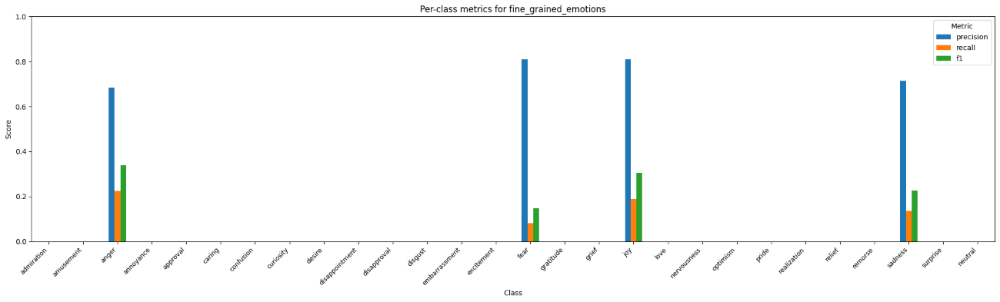 Per-class metrics for fine_grained_emotions
Metric
precision
recall
f1
Score
1.0
0.8
0.6
0.4
0.2
0.0
admiration
amusement
anger
annoyance
approval
caring
confusion
curiosity
desire
disappointment
disapproval
disgust
embarrassment
excitement
fear
gratitude
grief
joy
love
nervousness
optimism
pride
realization
relief
remorse
sadness
surprise
neutral
Class